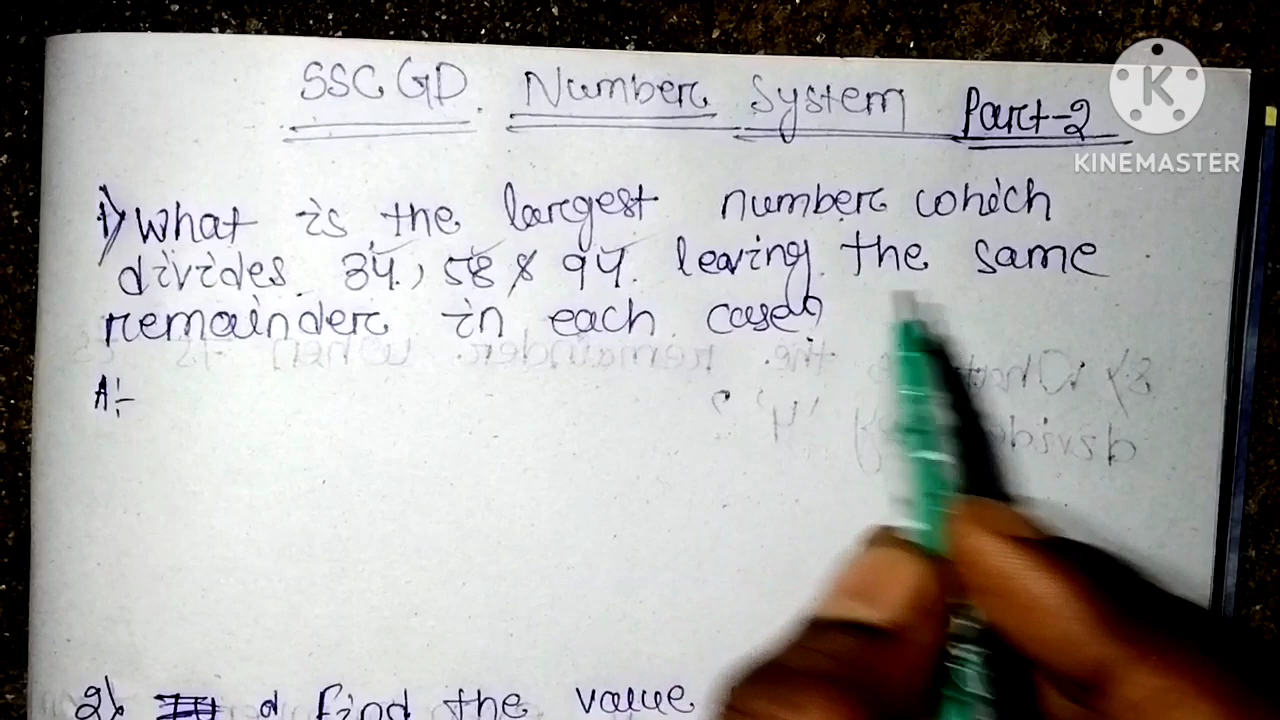 SSC GD. Number System Part-2
KINEMASTER
1) What is the largest number which
divides 34, 58 & 94. leaving the same
remainder in each case?
A:-
2) d find the value